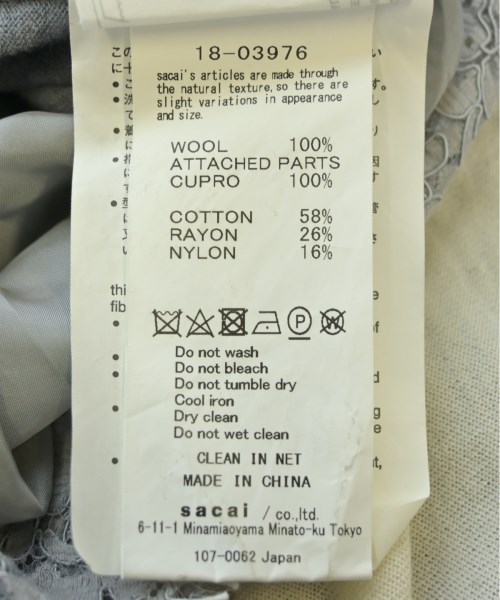 18-03976
sacai's articles are made through
the natural texture, so there are
slight variations in appearance
and size.
WOOL 100%
ATTACHED PARTS
CUPRO 100%
COTTON 58%
RAYON 26%
NYLON 16%
P W
Do not wash
Do not bleach
Do not tumble dry
Cool iron
Dry clean
Do not wet clean
CLEAN IN NET
MADE IN CHINA
sacai / co.,ltd.
6-11-1 Minamiaoyama Minato-ku Tokyo
107-0062 Japan